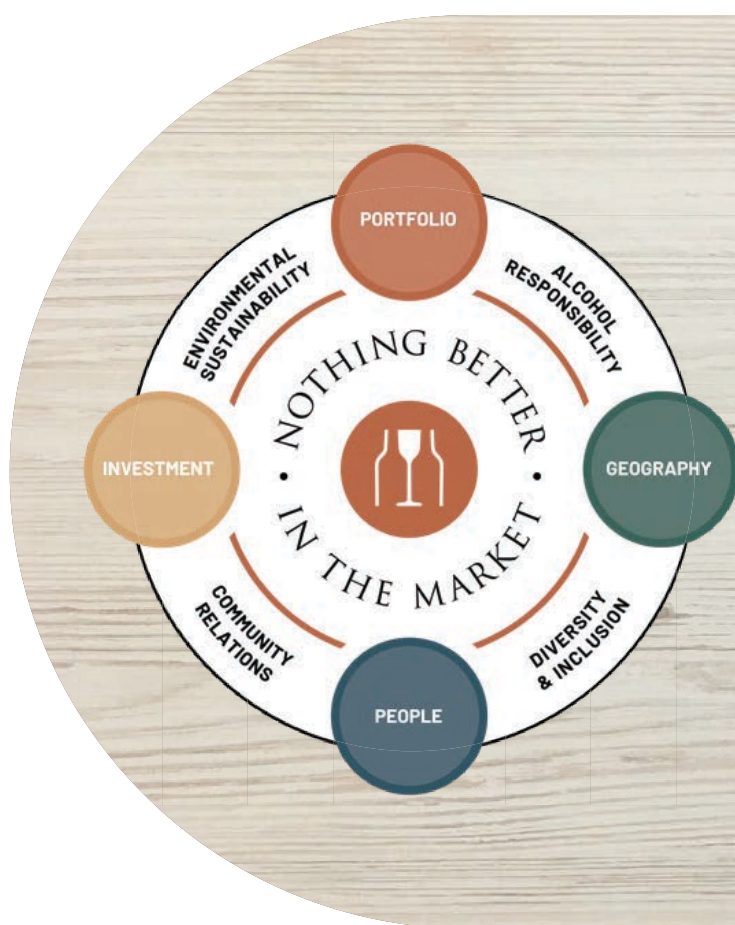 PORTFOLIO
ENVIRONMENTAL
SUSTAINABILITY
ALCOHOL
RESPONSIBILITY
NOTHING BETTER
INVESTMENT
GEOGRAPHY
IN THE MARKET
COMMUNITY
RELATIONS
DIVERSITY
& INCLUSION
PEOPLE